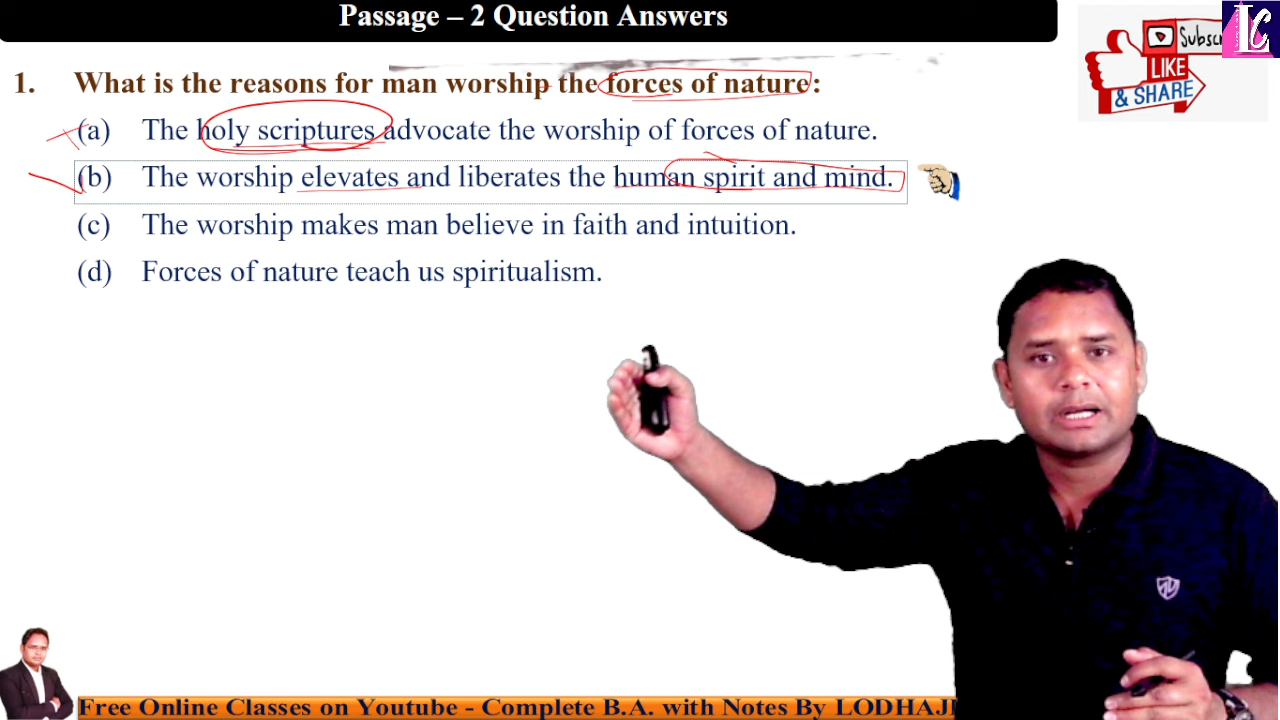 Passage – 2 Question Answers
1. What is the reasons for man worship the forces of nature:
(a) The holy scriptures advocate the worship of forces of nature.
(b) The worship elevates and liberates the human spirit and mind.
(c) The worship makes man believe in faith and intuition.
(d) Forces of nature teach us spiritualism.
LIKE
& SHARE
LC
Free Online Classes on Youtube - Complete B.A. with Notes By LODHAJI